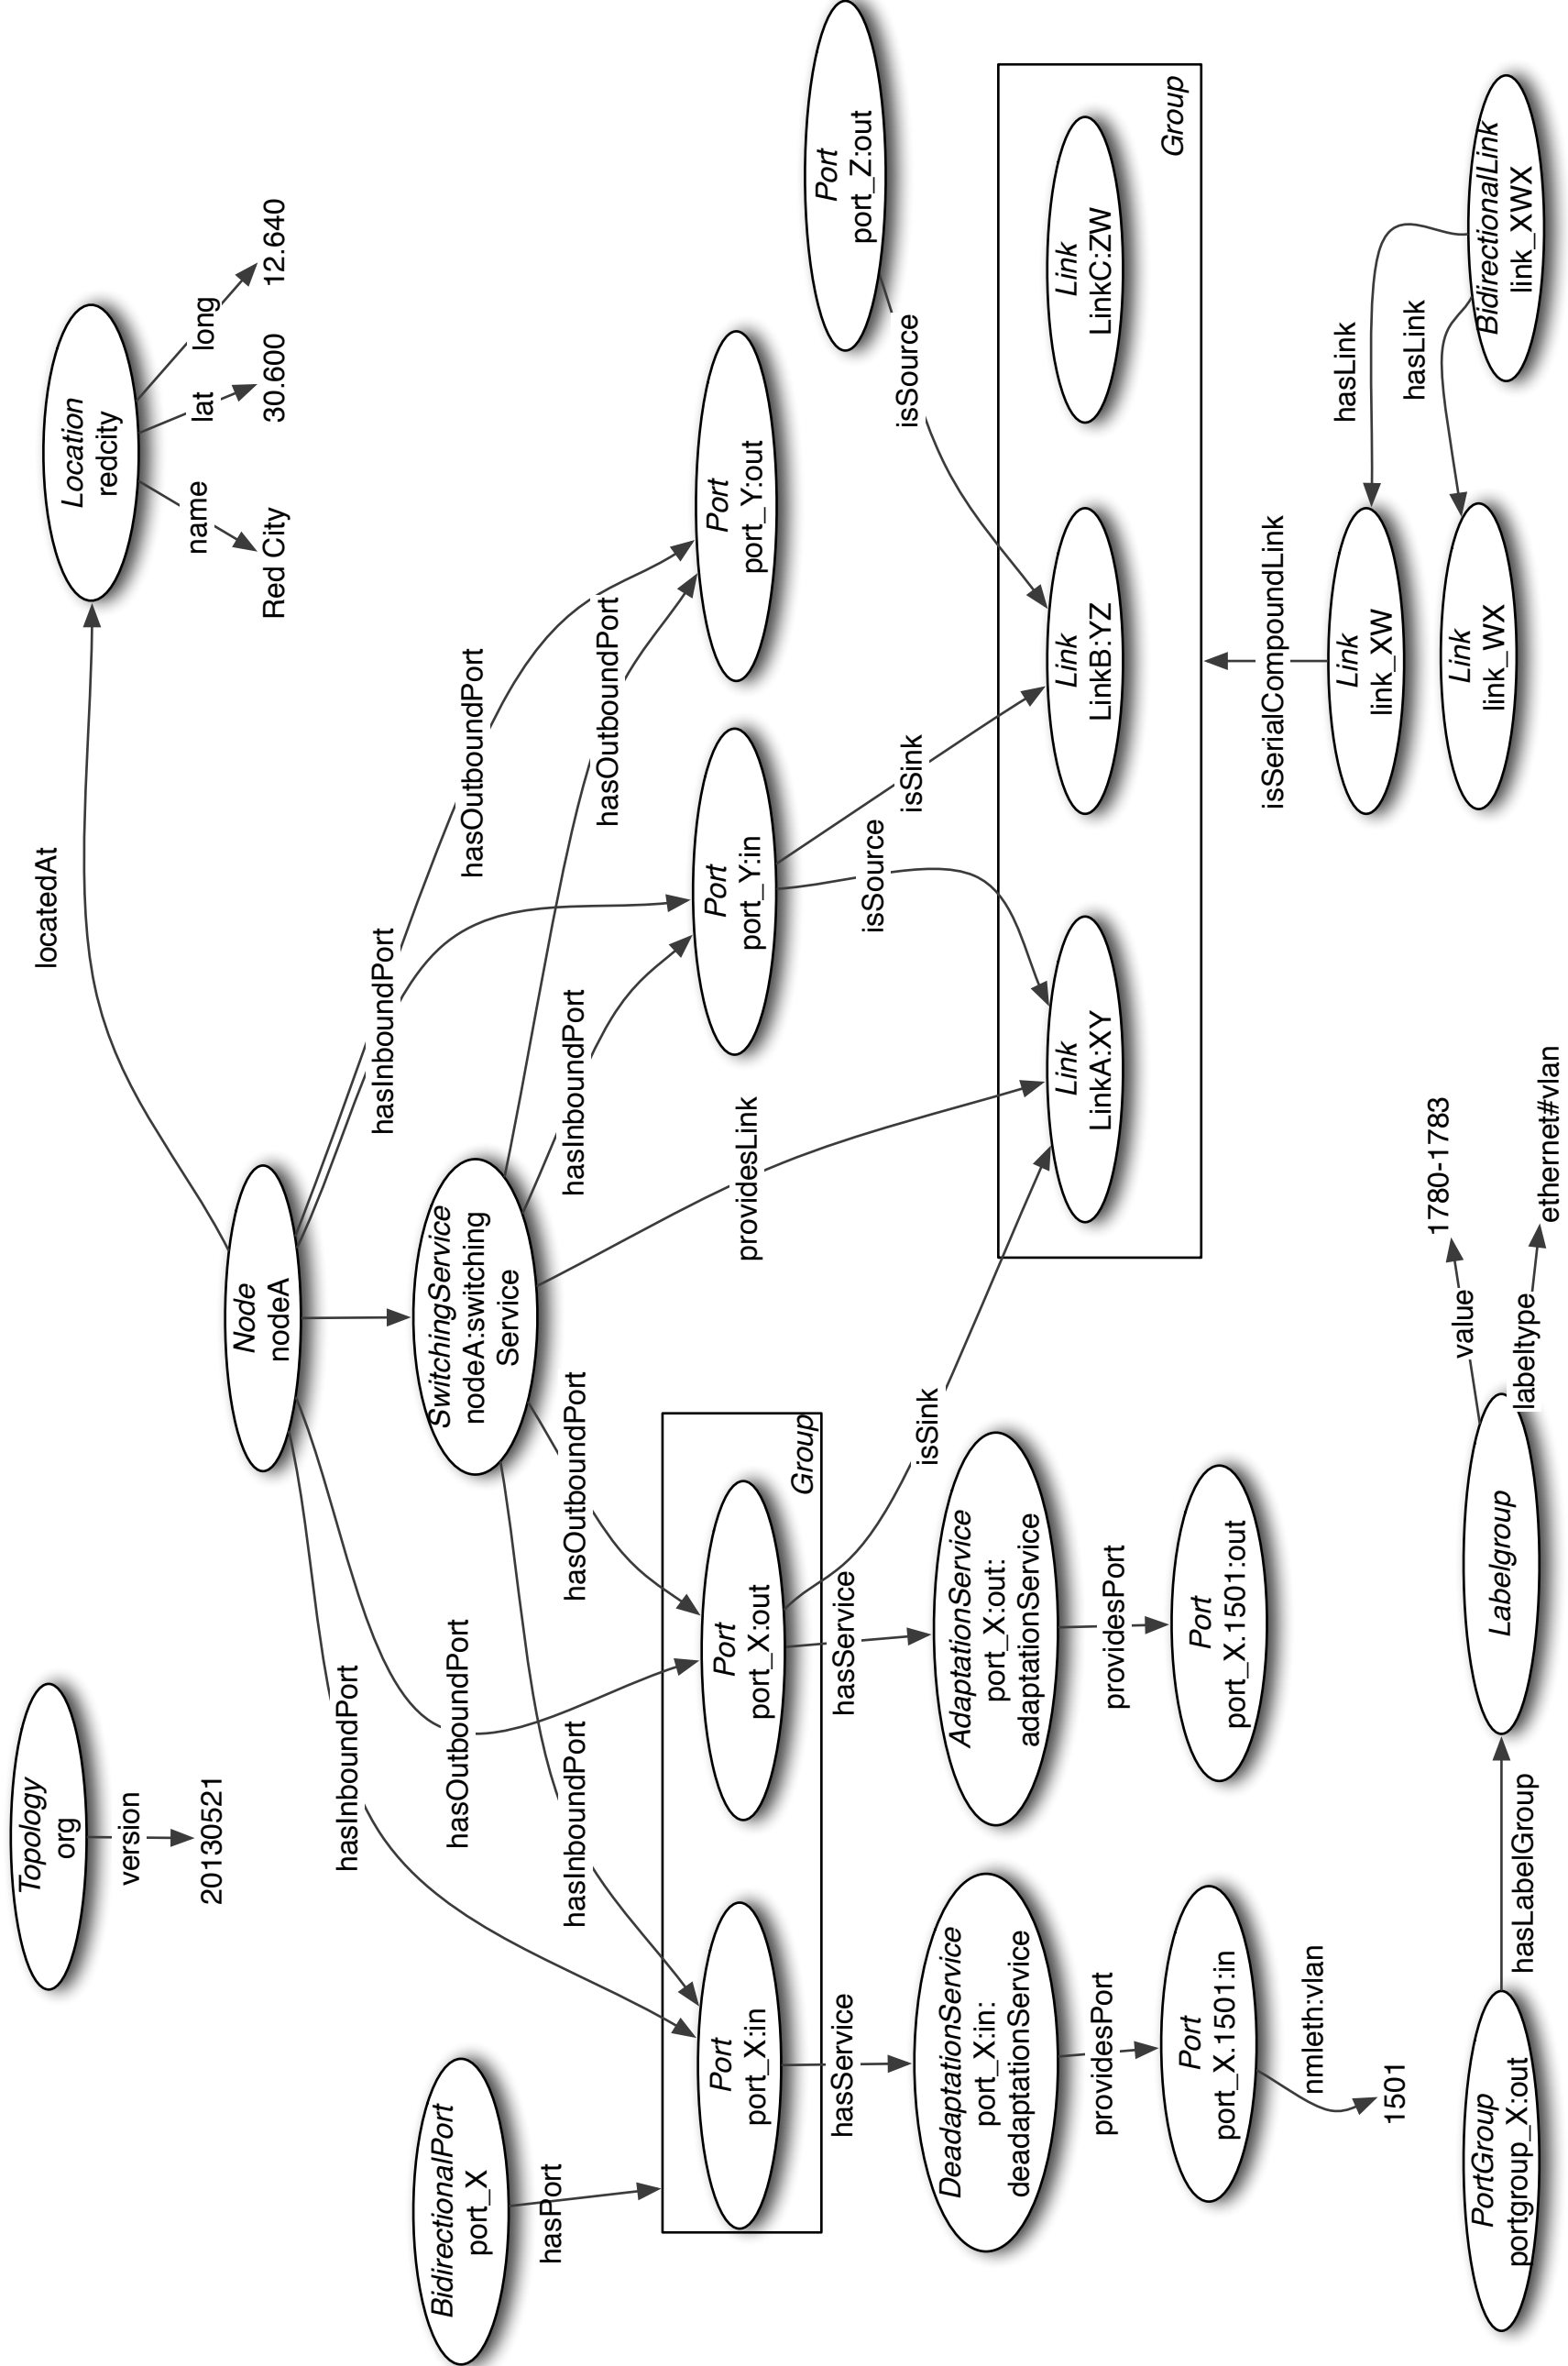 Topology
org
version
20130521
Location
redcity
name
lat
long
Red City
30.600
12.640
locatedAt
Node
nodeA
hasInboundPort
hasOutboundPort
hasInboundPort
hasOutboundPort
BidirectionalPort
port_X
hasPort
SwitchingService
nodeA:switching
Service
hasInboundPort
hasOutboundPort
providesLink
hasInboundPort
hasOutboundPort
Port
port_X:in
Port
port_X:out
Group
Port
port_Y:in
Port
port_Y:out
Port
port_Z:out
hasService
hasService
isSink
isSource
isSink
isSource
DeadaptationService
port_X:in:
deadaptationService
AdaptationService
port_X:out:
adaptationService
Link
LinkA:XY
Link
LinkB:YZ
Link
LinkC:ZW
Group
providesPort
providesPort
Port
port_X.1501:in
Port
port_X.1501:out
nmleth:vlan
1501
isSerialCompoundLink
hasLink
hasLink
Link
link_XW
Link
link_WX
BidirectionalLink
link_XWX
PortGroup
portgroup_X:out
hasLabelGroup
Labelgroup
value
1780-1783
labeltype
ethernet#vlan